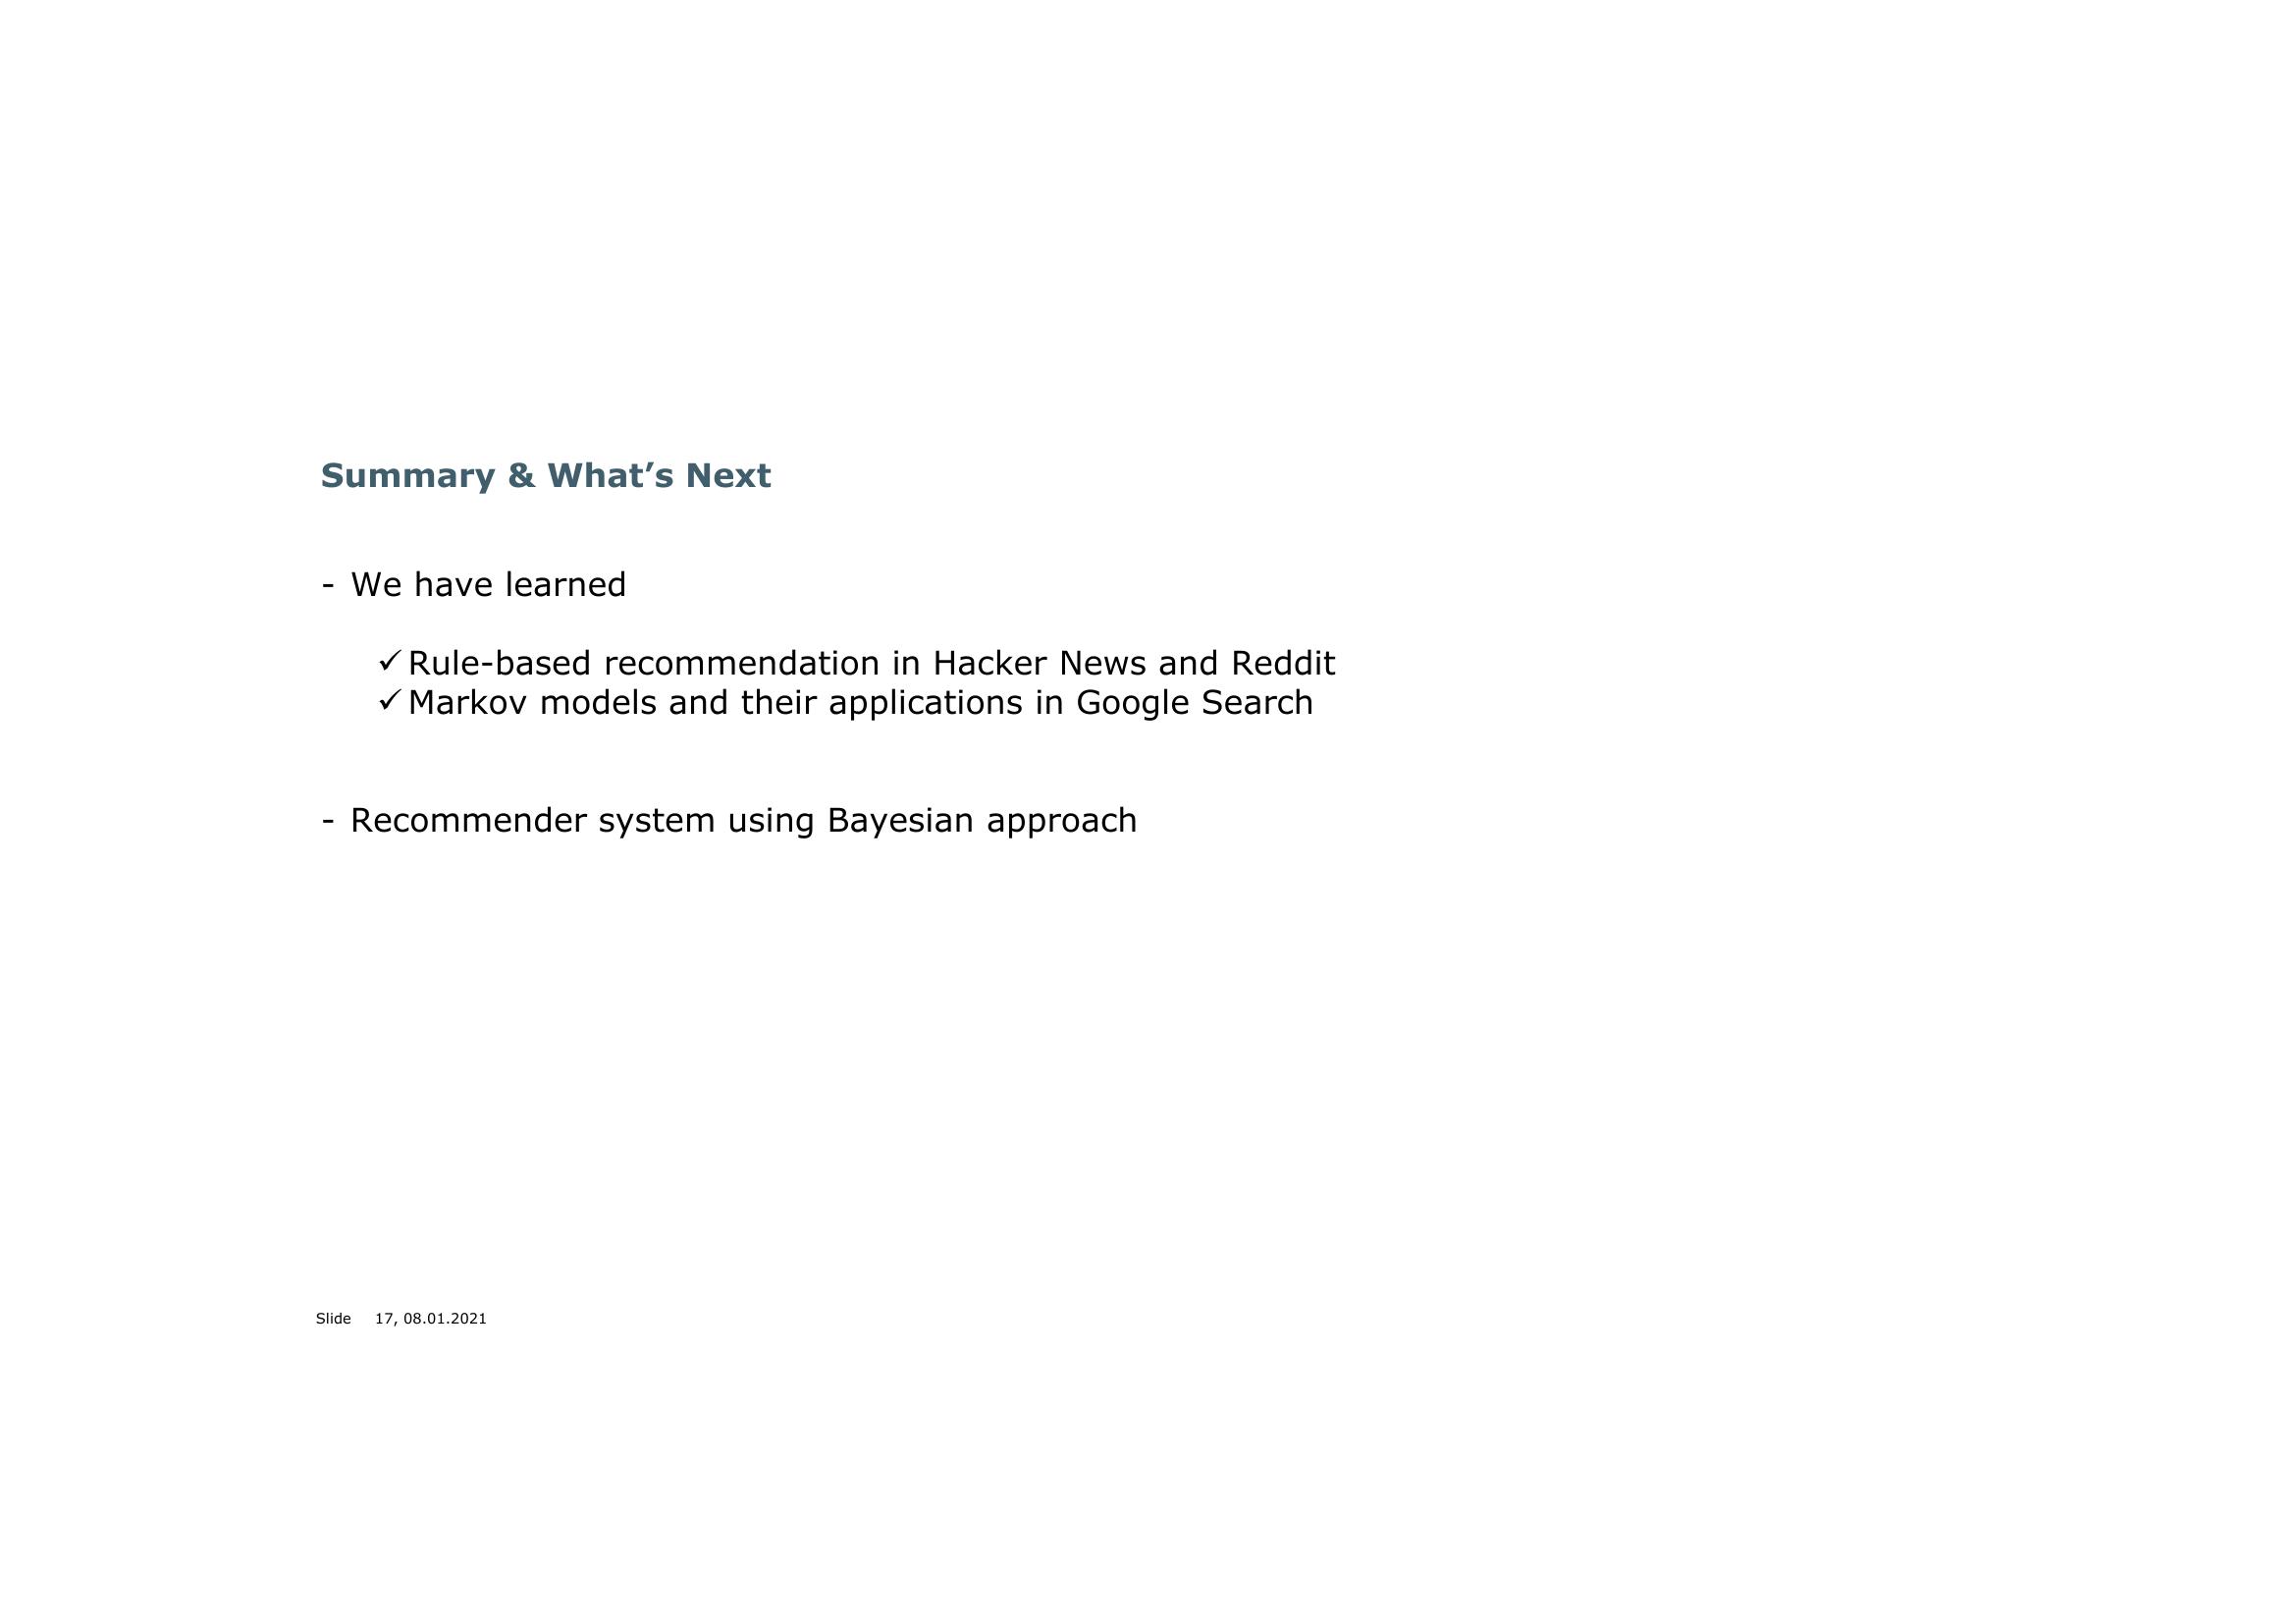 Summary & What’s Next
- We have learned
✓ Rule-based recommendation in Hacker News and Reddit
✓ Markov models and their applications in Google Search
- Recommender system using Bayesian approach
Slide 17, 08.01.2021